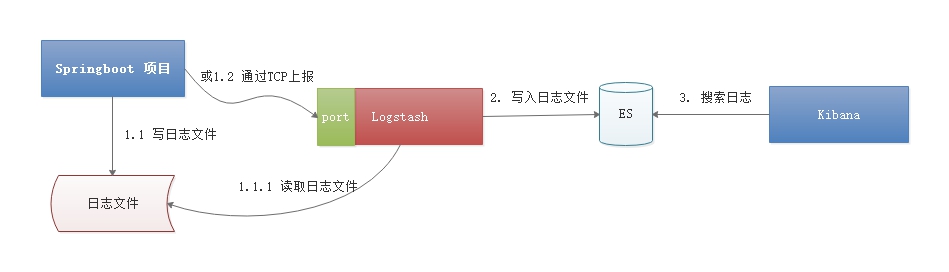 Springboot 项目
或1.2 通过TCP上报
port
Logstash
2. 写入日志文件
ES
3. 搜索日志
Kibana
1.1 写日志文件
1.1.1 读取日志文件
日志文件